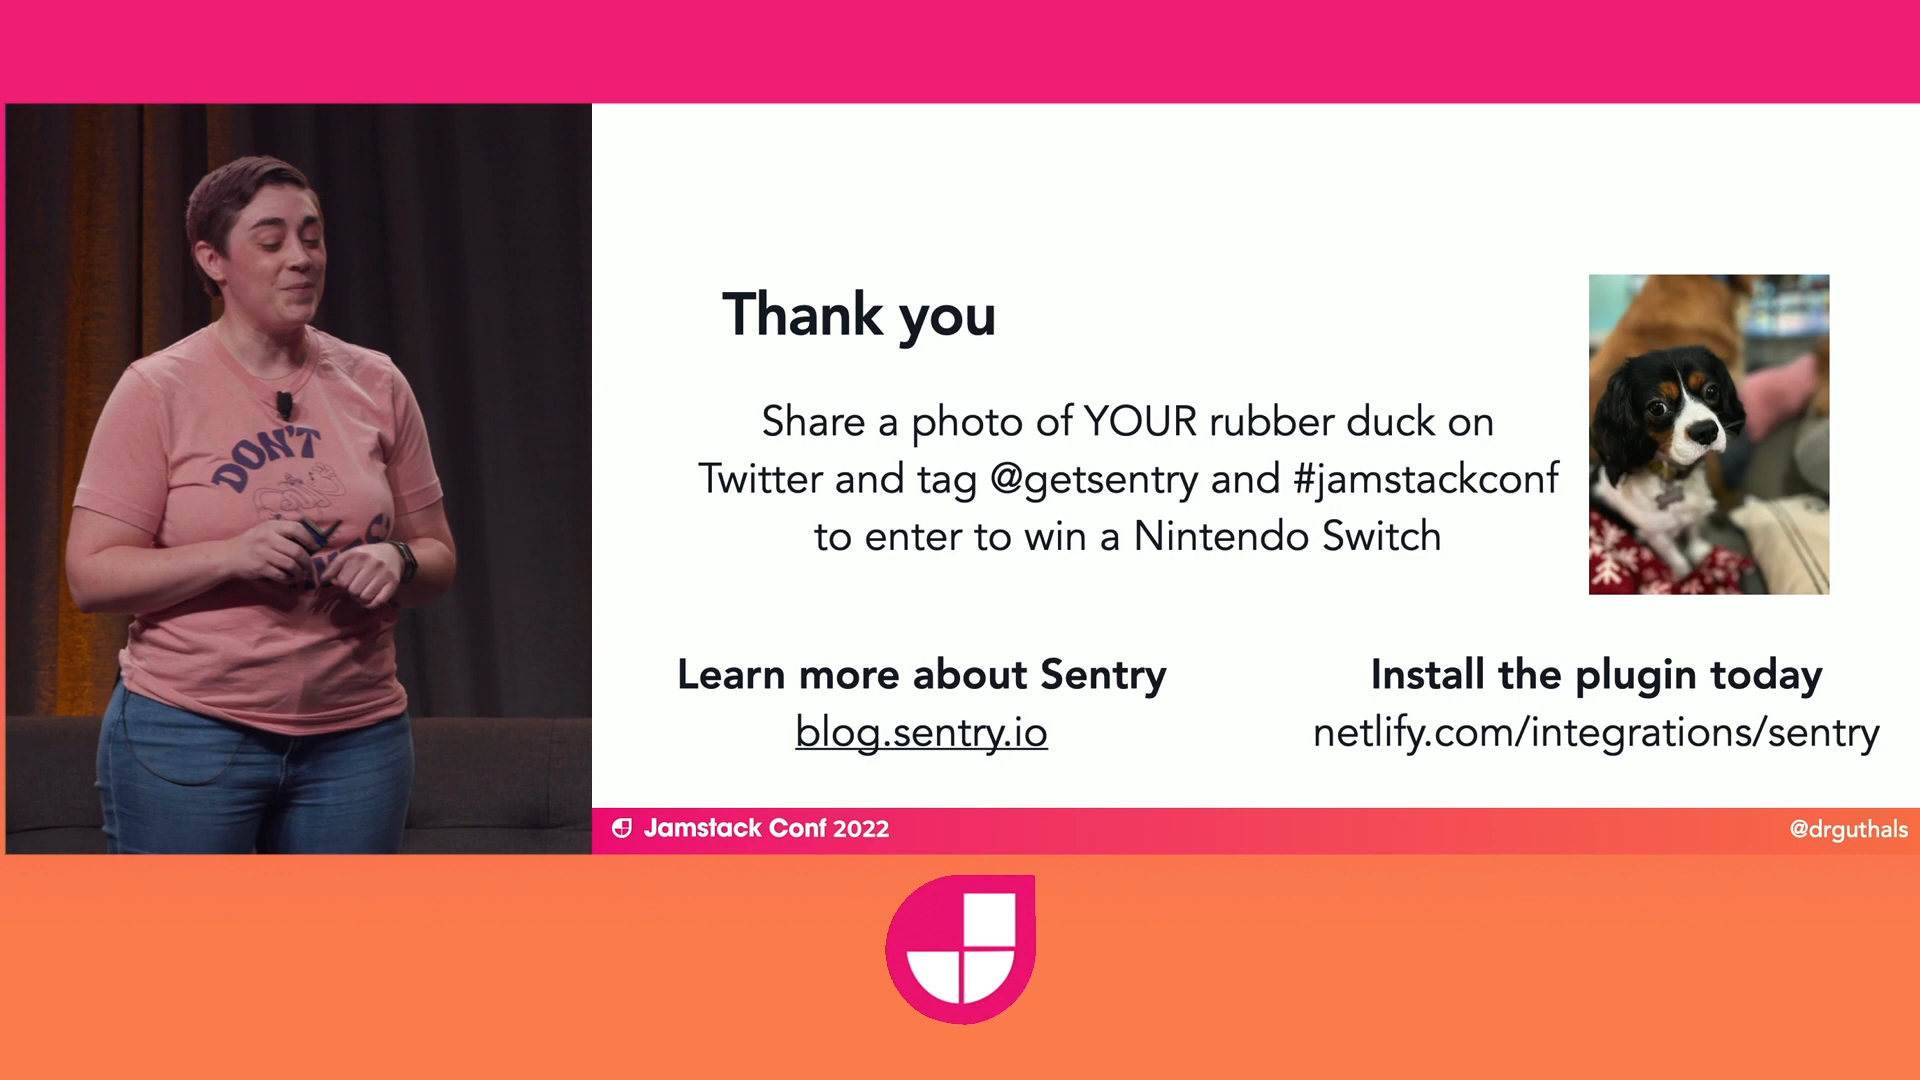 DON'T
Thank you
Share a photo of YOUR rubber duck on
Twitter and tag @getsentry and #jamstackconf
to enter to win a Nintendo Switch
Learn more about Sentry
blog.sentry.io
Install the plugin today
netlify.com/integrations/sentry
Jamstack Conf 2022
@drguthals